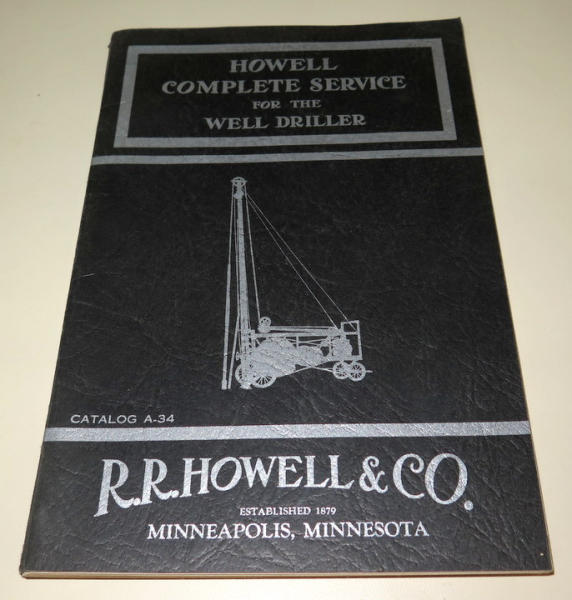 HOWELL
COMPLETE SERVICE
FOR THE
WELL DRILLER
CATALOG A-34
R.R. HOWELL & CO.
ESTABLISHED 1879
MINNEAPOLIS, MINNESOTA